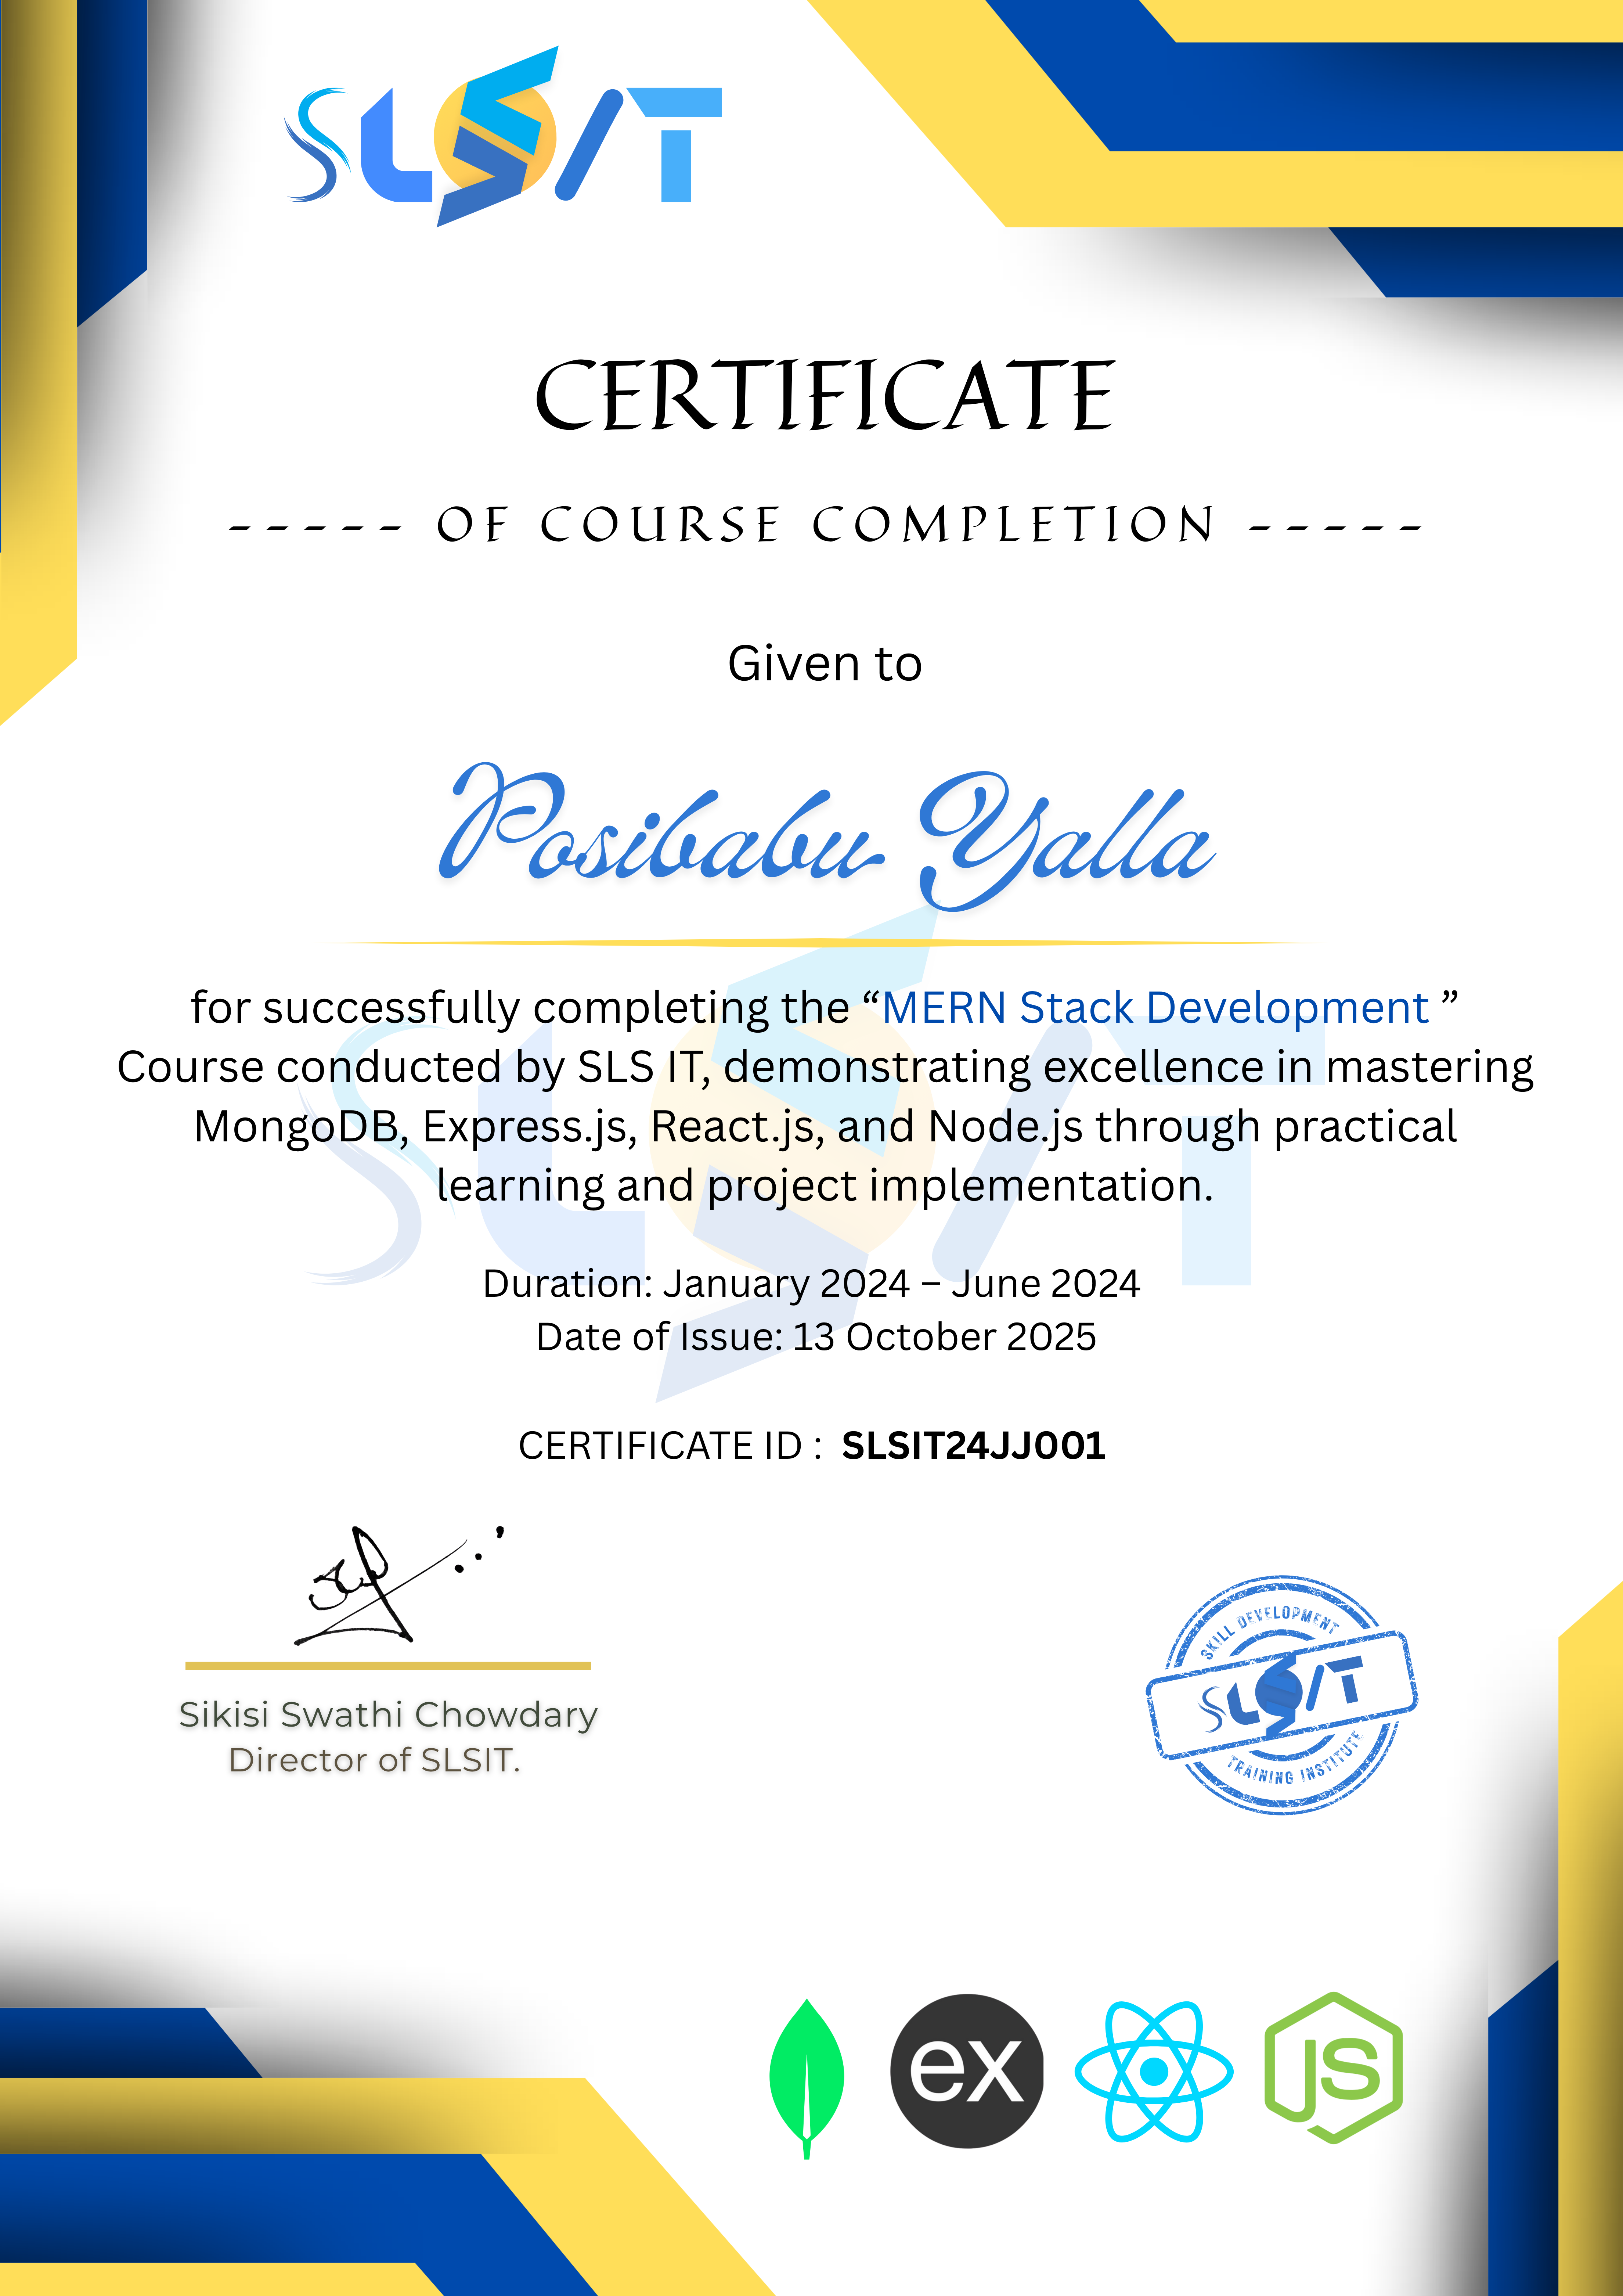 SLSIT
CERTIFICATE
----- OF COURSE COMPLETION -----
Given to
Posibabu Yalla
for successfully completing the “MERN Stack Development ”
Course conducted by SLS IT, demonstrating excellence in mastering
MongoDB, Express.js, React.js, and Node.js through practical
learning and project implementation.
Duration: January 2024 – June 2024
Date of Issue: 13 October 2025
CERTIFICATE ID : SLSIT24JJ001
Sikisi Swathi Chowdary
Director of SLSIT.
SKILL DEVELOPMENT
SLSIT
TRAINING INSTITUTE
ex
JS